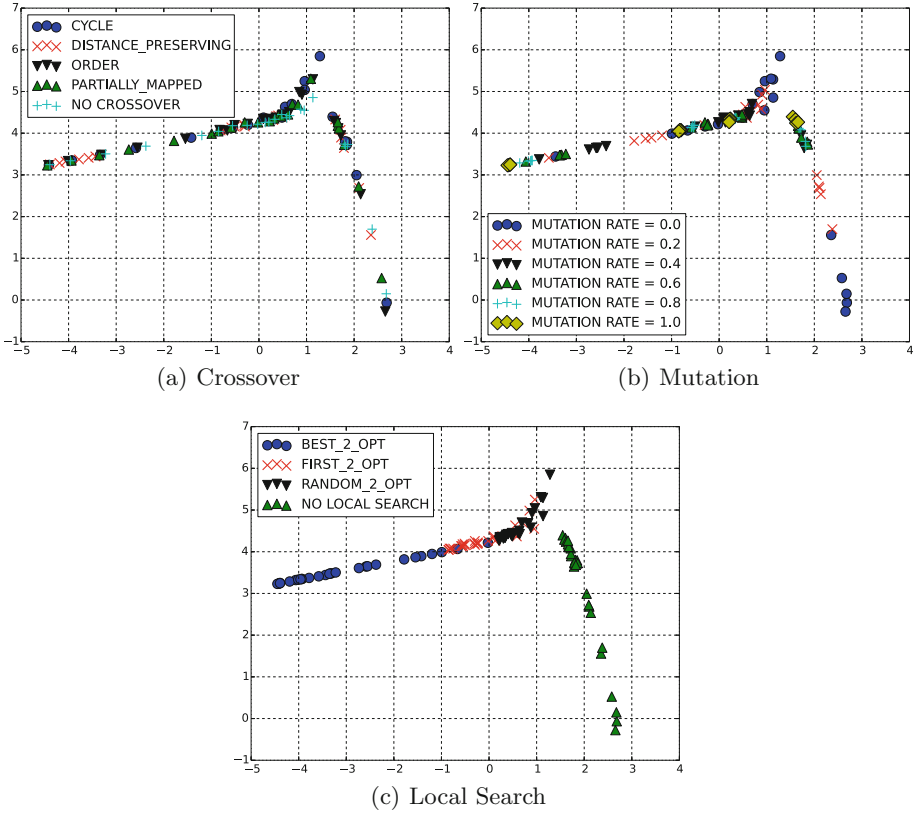 7
6
5
4
3
2
1
0
−1
−5 −4 −3 −2 −1 0 1 2 3 4
CYCLE
DISTANCE_PRESERVING
ORDER
PARTIALLY_MAPPED
NO CROSSOVER
(a) Crossover
7
6
5
4
3
2
1
0
−1
−5 −4 −3 −2 −1 0 1 2 3 4
MUTATION RATE = 0.0
MUTATION RATE = 0.2
MUTATION RATE = 0.4
MUTATION RATE = 0.6
MUTATION RATE = 0.8
MUTATION RATE = 1.0
(b) Mutation
7
6
5
4
3
2
1
0
−1
−5 −4 −3 −2 −1 0 1 2 3 4
BEST_2_OPT
FIRST_2_OPT
RANDOM_2_OPT
NO LOCAL SEARCH
(c) Local Search